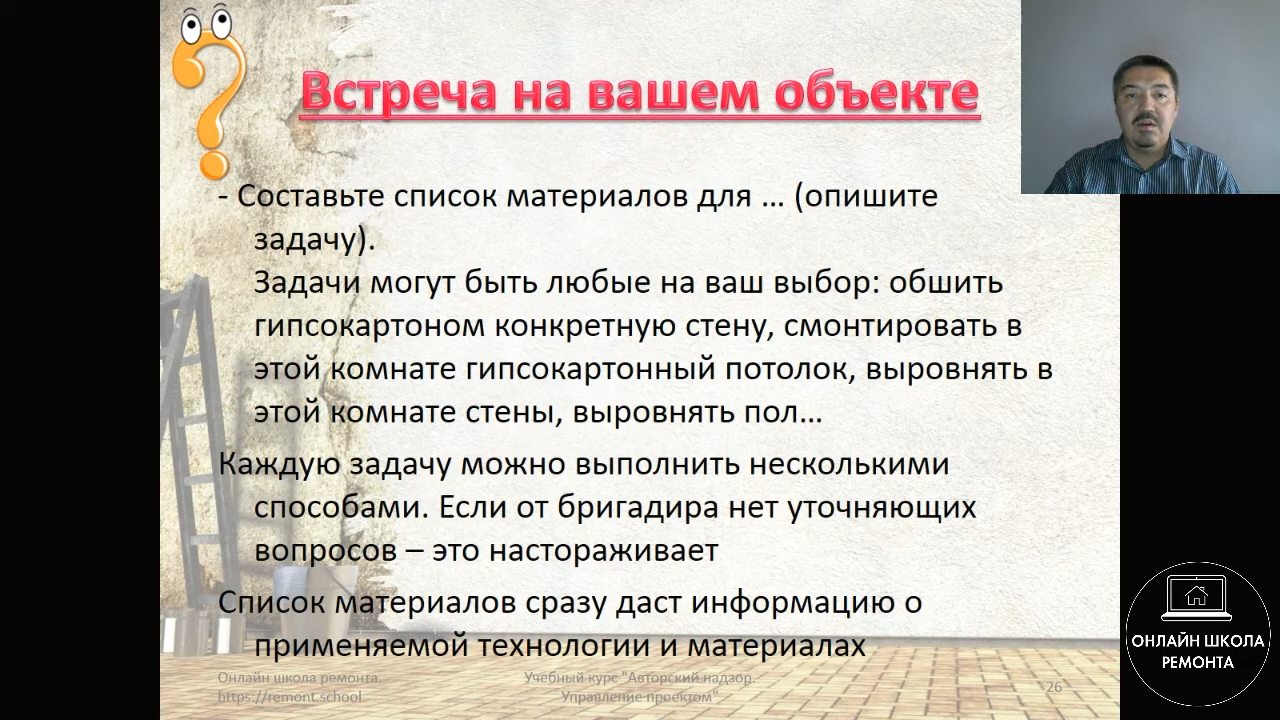 Встреча на вашем объекте
- Составьте список материалов для … (опишите
задачу).
Задачи могут быть любые на ваш выбор: обшить
гипсокартоном конкретную стену, смонтировать в
этой комнате гипсокартонный потолок, выровнять в
этой комнате стены, выровнять пол…
Каждую задачу можно выполнить несколькими
способами. Если от бригадира нет уточняющих
вопросов – это настораживает
Список материалов сразу даст информацию о
применяемой технологии и материалах
Онлайн школа ремонта.
https://remont.school
Учебный курс "Авторский надзор.
Управление проектом"
26
ОНЛАЙН ШКОЛА
РЕМОНТА